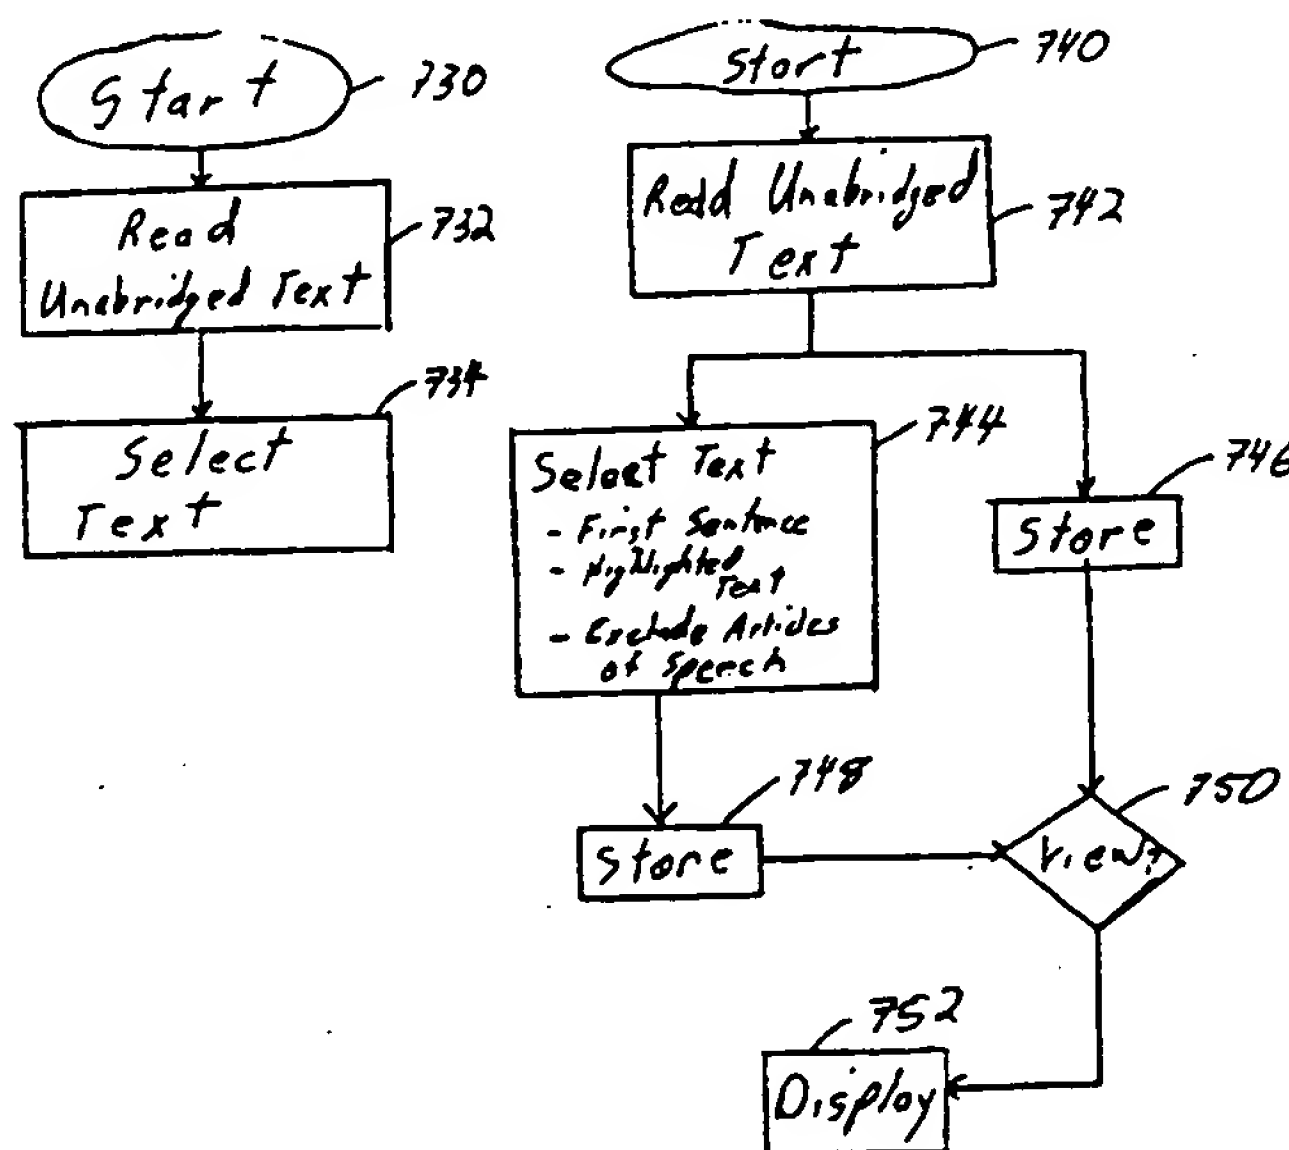 Start
730
Read
Unabridged Text
732
Select
Text
734
Start
740
Read Unabridged
Text
742
Select Text
- First Sentence
- Highlighted
Text
- Exclude Articles
of Speech
744
Store
746
Store
748
View?
750
Display
752